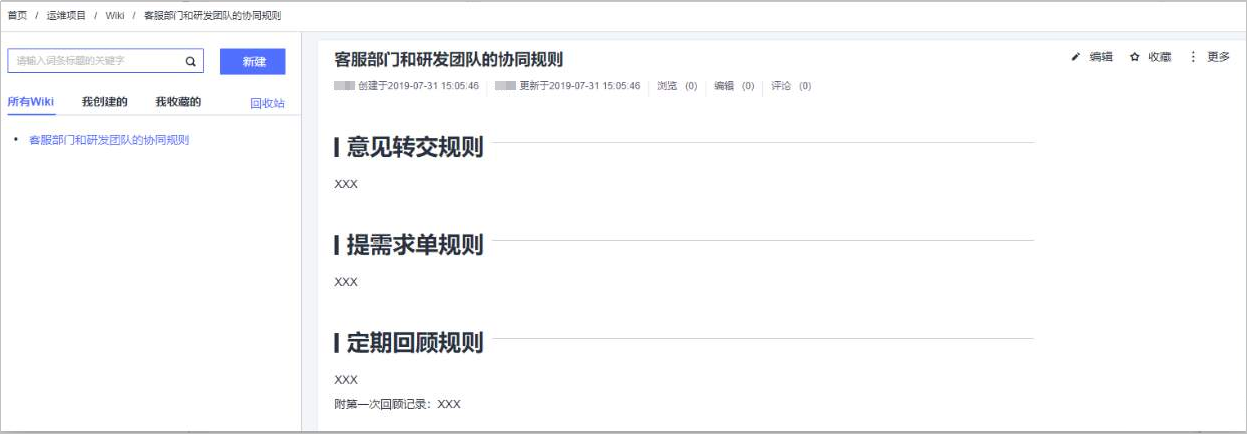 首页 / 运维项目 / Wiki / 客服部门和研发团队的协同规则
请输入词条标题的关键字
新建
所有Wiki 我创建的 我收藏的 回收站
• 客服部门和研发团队的协同规则
客服部门和研发团队的协同规则
编辑 收藏 更多
创建于2019-07-31 15:05:46 更新于2019-07-31 15:05:46 浏览 (0) 编辑 (0) 评论 (0)
意见转交规则
XXX
提需求单规则
XXX
定期回顾规则
XXX
附第一次回顾记录：XXX